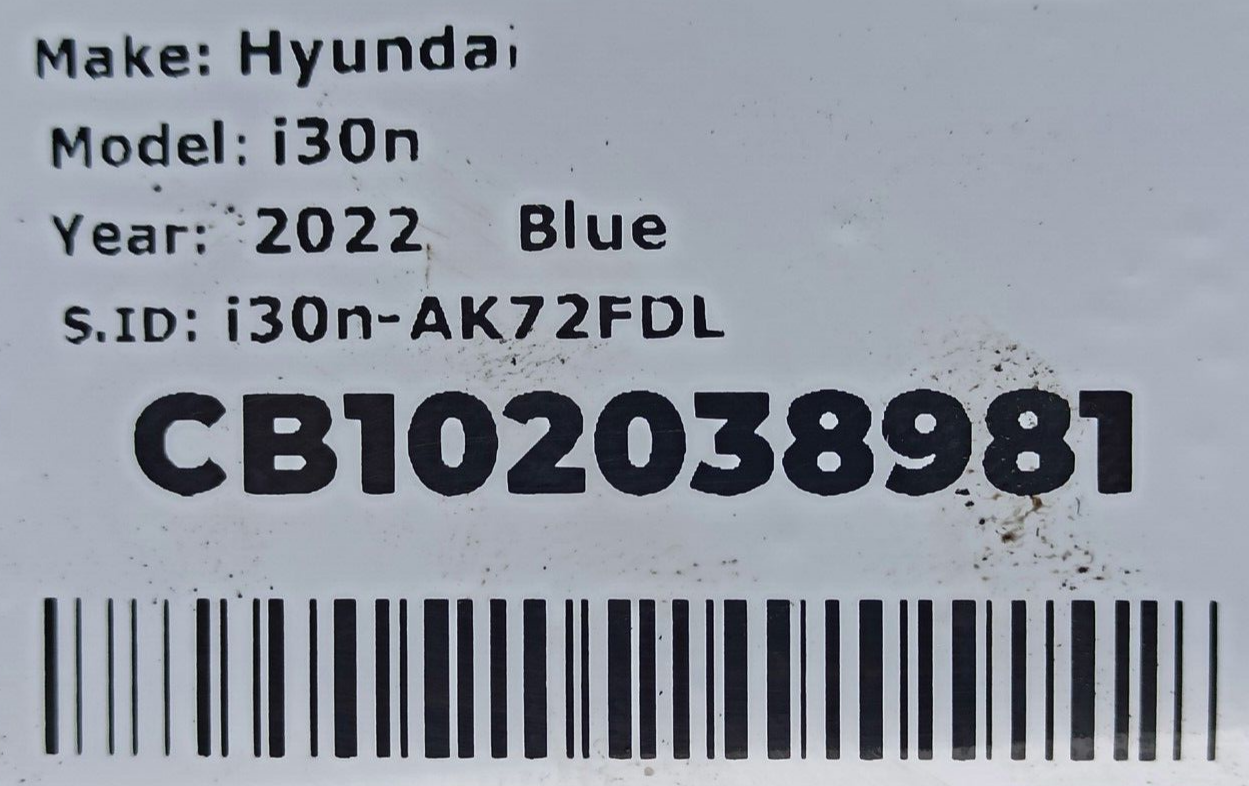 Make: Hyundai
Model: i30n
Year: 2022 Blue
S.ID: i30n-AK72FDL
CB102038981